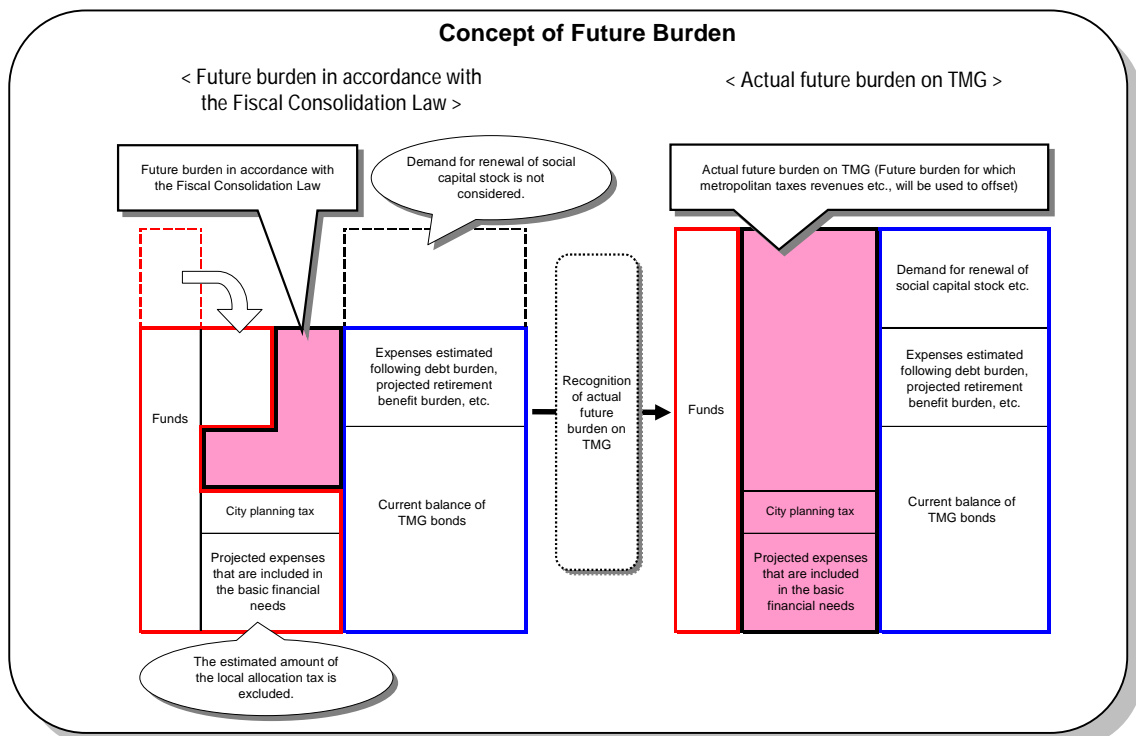 Concept of Future Burden
< Future burden in accordance with
the Fiscal Consolidation Law >
Future burden in accordance with
the Fiscal Consolidation Law
Demand for renewal of social
capital stock is not
considered.
Funds
Expenses estimated
following debt burden,
projected retirement
benefit burden, etc.
City planning tax
Current balance of
TMG bonds
Projected expenses
that are included in
the basic financial
needs
The estimated amount of
the local allocation tax is
excluded.
Recognition
of actual
future
burden on
TMG
< Actual future burden on TMG >
Actual future burden on TMG (Future burden for which
metropolitan taxes revenues etc., will be used to offset)
Funds
Demand for renewal of
social capital stock etc.
Expenses estimated
following debt burden,
projected retirement
benefit burden, etc.
City planning tax
Current balance of
TMG bonds
Projected expenses
that are included
in the basic
financial needs